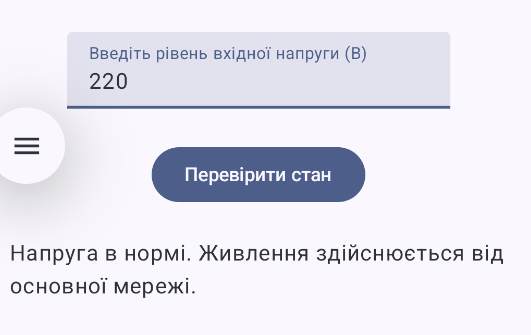 Введіть рівень вхідної напруги (В)
220
Перевірити стан
Напруга в нормі. Живлення здійснюється від
основної мережі.